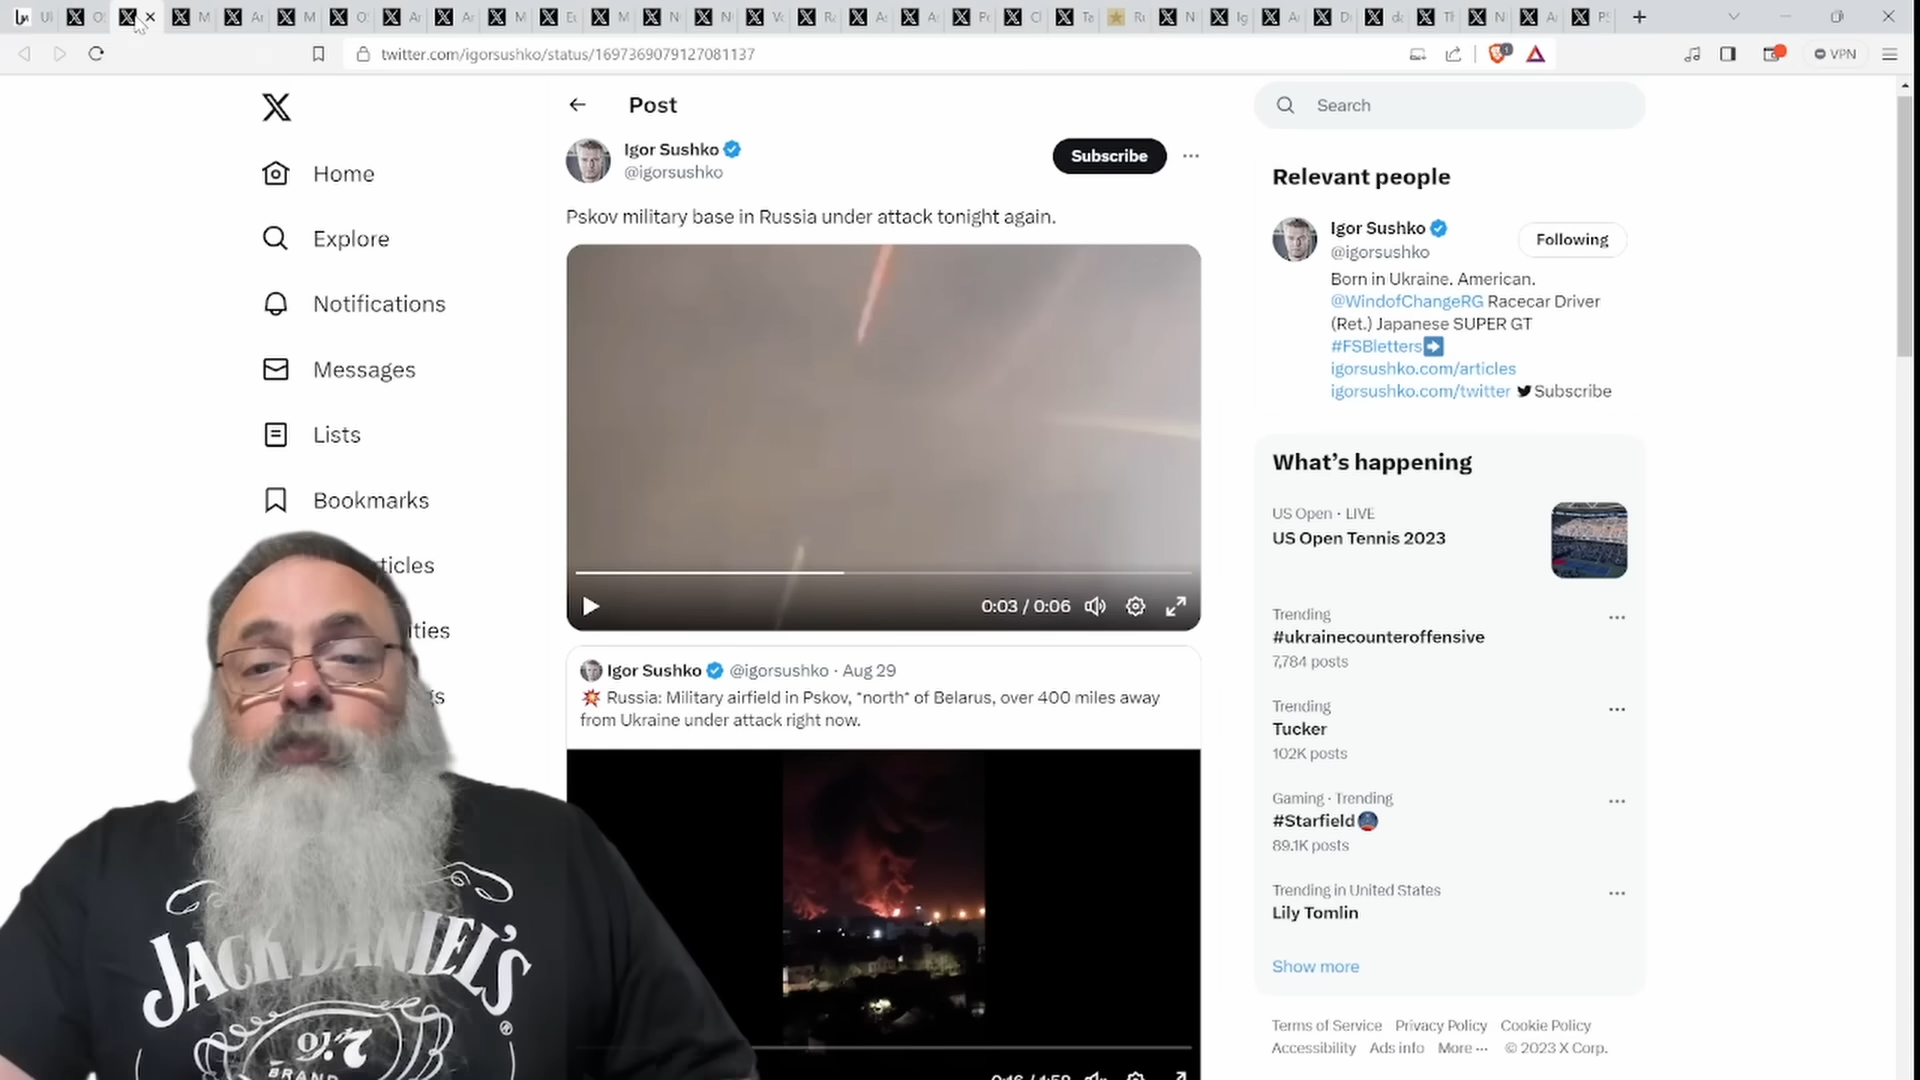 twitter.com/igorsushko/status/1697369079127081137
VPN
Post
Search
Igor Sushko
@igorsushko
Subscribe
Pskov military base in Russia under attack tonight again.
0:03 / 0:06
Igor Sushko @igorsushko · Aug 29
💥 Russia: Military airfield in Pskov, *north* of Belarus, over 400 miles away
from Ukraine under attack right now.
Home
Explore
Notifications
Messages
Lists
Bookmarks
ticles
ities
gs
Relevant people
Igor Sushko
@igorsushko
Following
Born in Ukraine. American.
@WindofChangeRG Racecar Driver
(Ret.) Japanese SUPER GT
#FSBletters➡️
igorsushko.com/articles
igorsushko.com/twitter Subscribe
What's happening
US Open · LIVE
US Open Tennis 2023
Trending
#ukrainecounteroffensive
7,784 posts
Trending
Tucker
102K posts
Gaming · Trending
#Starfield
89.1K posts
Trending in United States
Lily Tomlin
Show more
Terms of Service Privacy Policy Cookie Policy
Accessibility Ads info More ··· © 2023 X Corp.
JACK DANIEL'S
BRAND